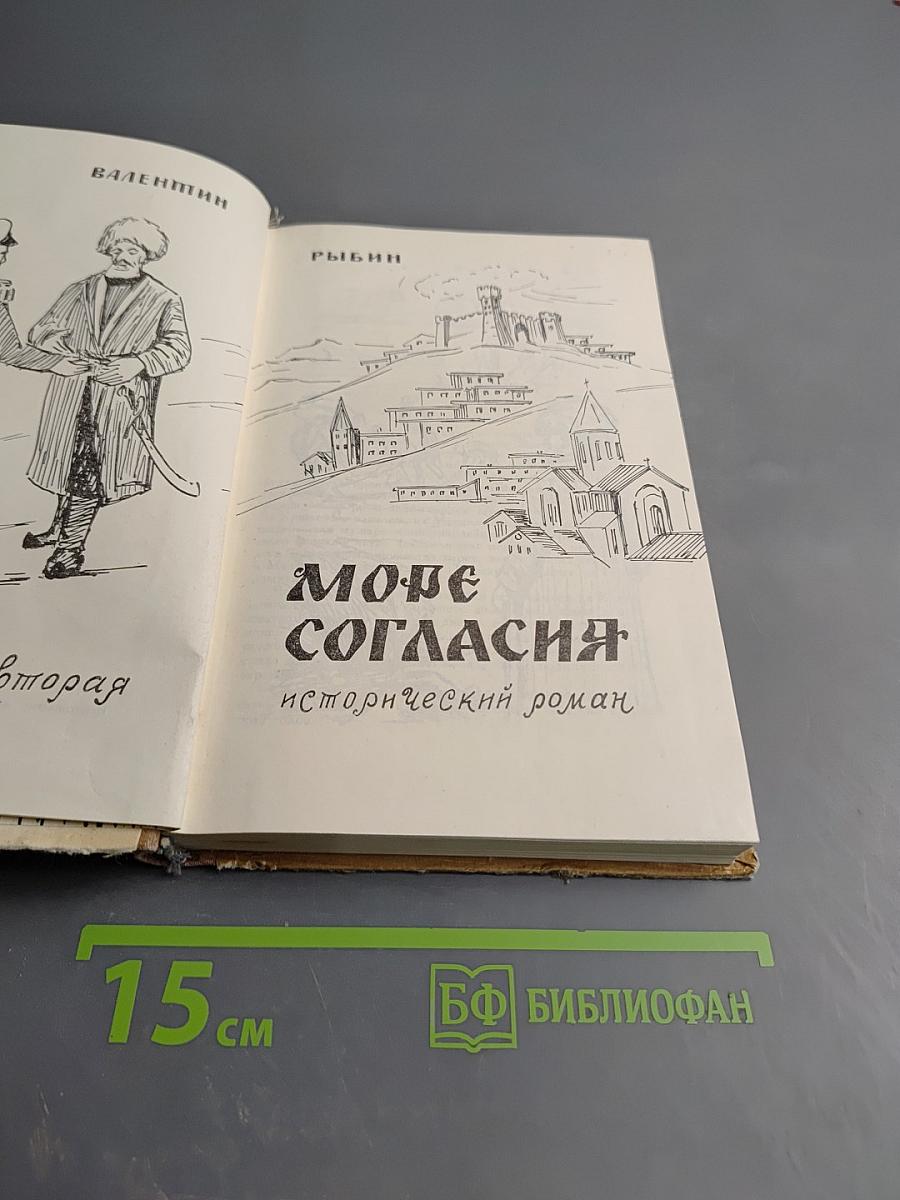 ВАЛЕНТИН
вторая
РЫБИН
МОРЕ
СОГЛАСИЯ
исторический роман
15 см
БФ БИБЛИОФАН